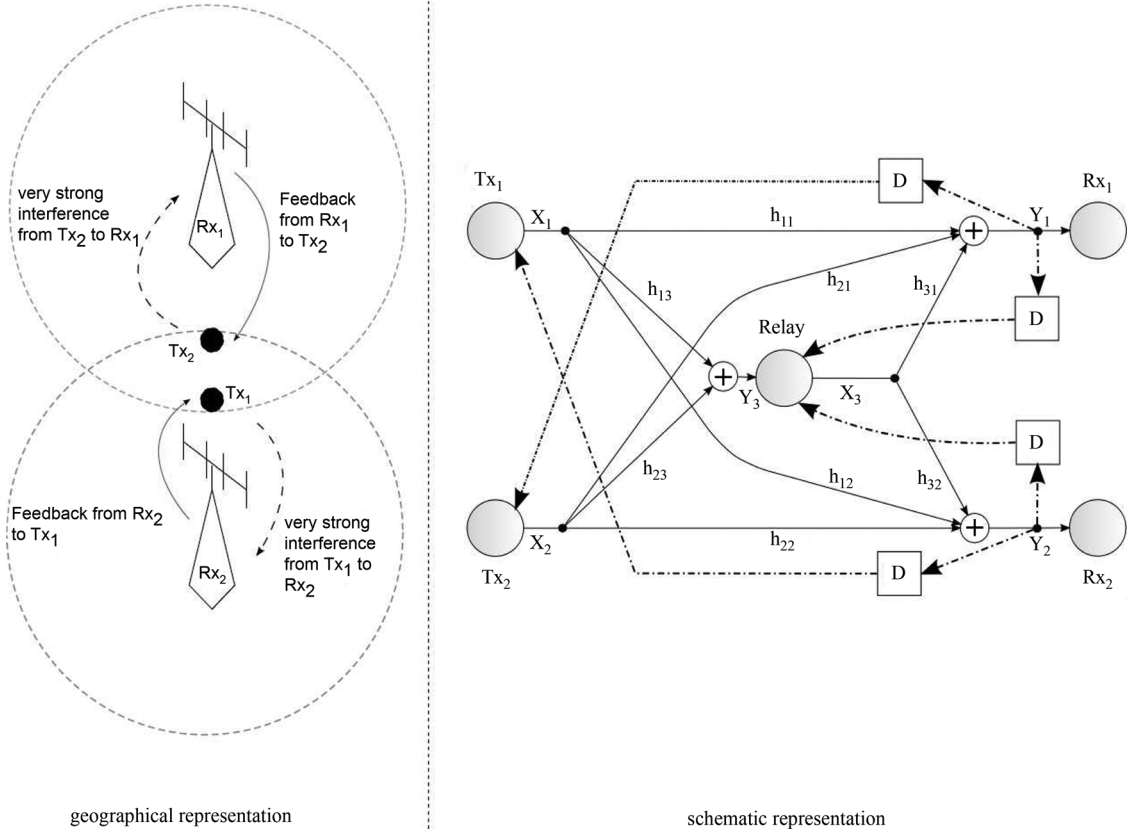 very strong
interference
from Tx2 to Rx1
Rx1
Feedback
from Rx1
to Tx2
Tx2
Tx1
Feedback from Rx2
to Tx1
Rx2
very strong
interference
from Tx1 to
Rx2
geographical representation
Tx1
X1
h11
D
Y1
Rx1
h13
h21
h31
D
Relay
Y3
X3
h23
h12
h32
D
Tx2
X2
h22
D
Y2
Rx2
schematic representation